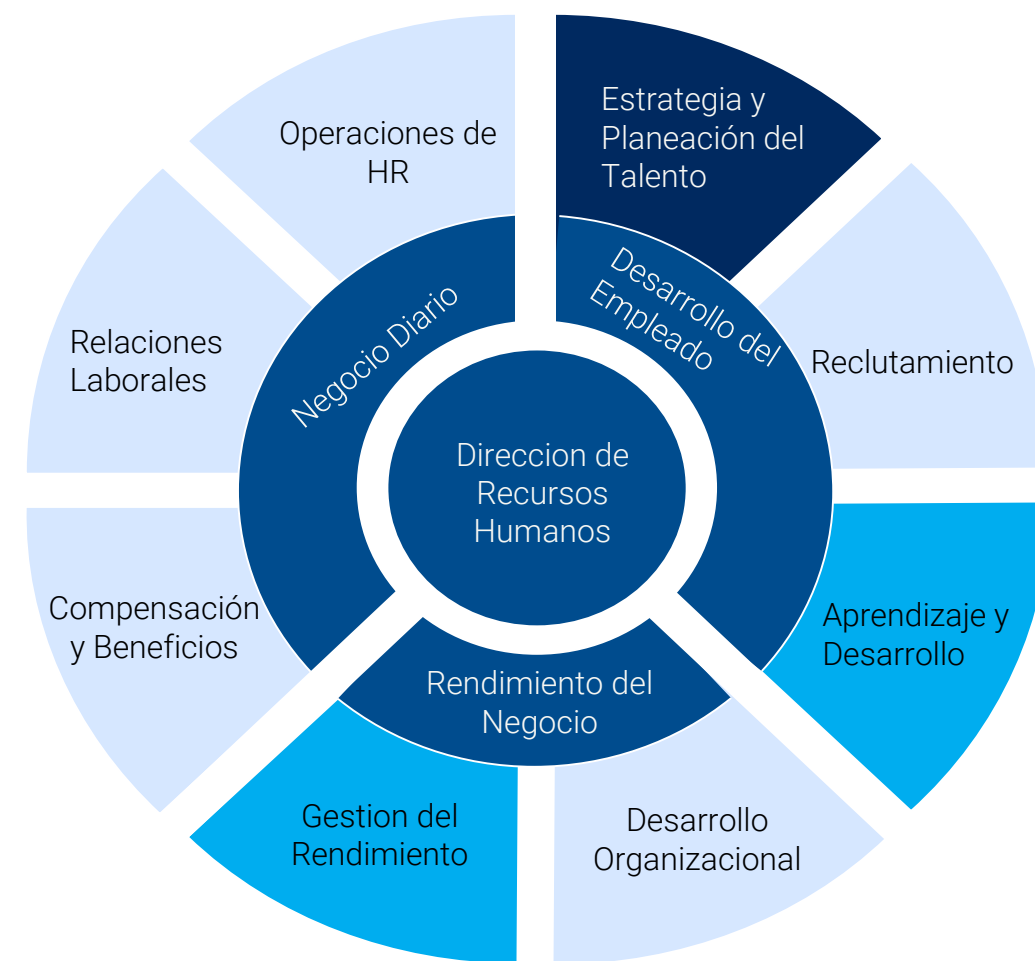 Operaciones de
HR
Estrategia y
Planeación del
Talento
Relaciones
Laborales
Negocio Diario
Desarrollo del
Empleado
Reclutamiento
Direccion de
Recursos
Humanos
Compensación
y Beneficios
Aprendizaje y
Desarrollo
Rendimiento del
Negocio
Gestion del
Rendimiento
Desarrollo
Organizacional